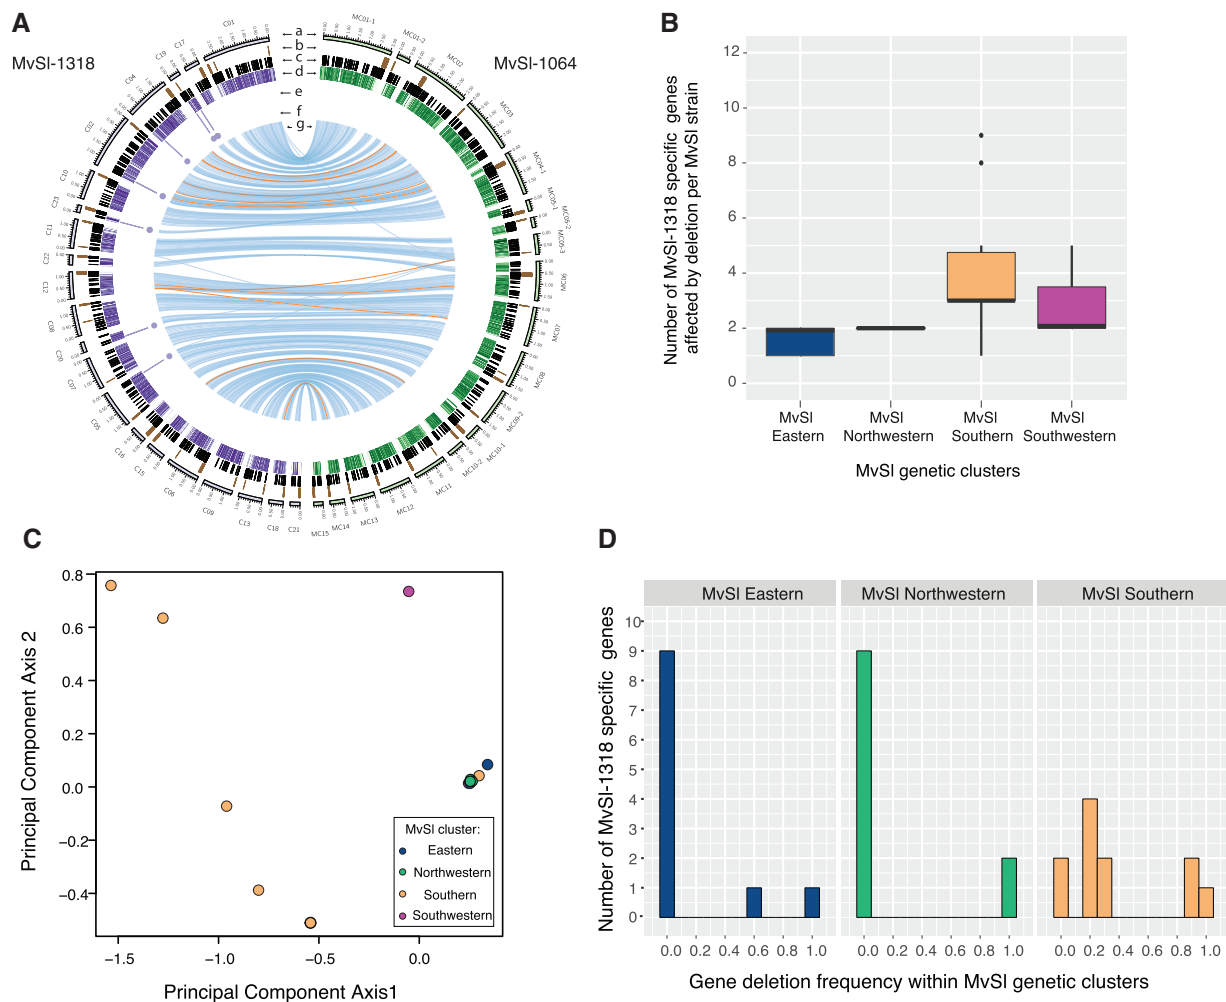 A
MvSl-1318
MvSl-1064
a
b
c
d
e
f
g
C01
C17
C19
C04
C02
C10
C23
C11
C22
C12
C08
C20
C07
C05
C16
C15
C06
C09
C13
C18
C21
MC01-1
MC01-2
MC02
MC03
MC04-1
MC05-1
MC05-2
MC05-3
MC06
MC07
MC08
MC09-2
MC10-1
MC10-2
MC11
MC12
MC13
MC14
MC15
B
Number of MvSl-1318 specific genes
affected by deletion per MvSl strain
12
10
8
6
4
2
0
MvSl Eastern
MvSl Northwestern
MvSl Southern
MvSl Southwestern
MvSl genetic clusters
C
Principal Component Axis 2
0.8
0.6
0.4
0.2
0.0
−0.2
−0.4
−1.5 −1.0 −0.5 0.0
Principal Component Axis1
MvSl cluster:
Eastern
Northwestern
Southern
Southwestern
D
MvSl Eastern
MvSl Northwestern
MvSl Southern
Number of MvSl-1318 specific genes
10
9
8
7
6
5
4
3
2
1
0
0.0 0.2 0.4 0.6 0.8 1.0
0.0 0.2 0.4 0.6 0.8 1.0
0.0 0.2 0.4 0.6 0.8 1.0
Gene deletion frequency within MvSl genetic clusters